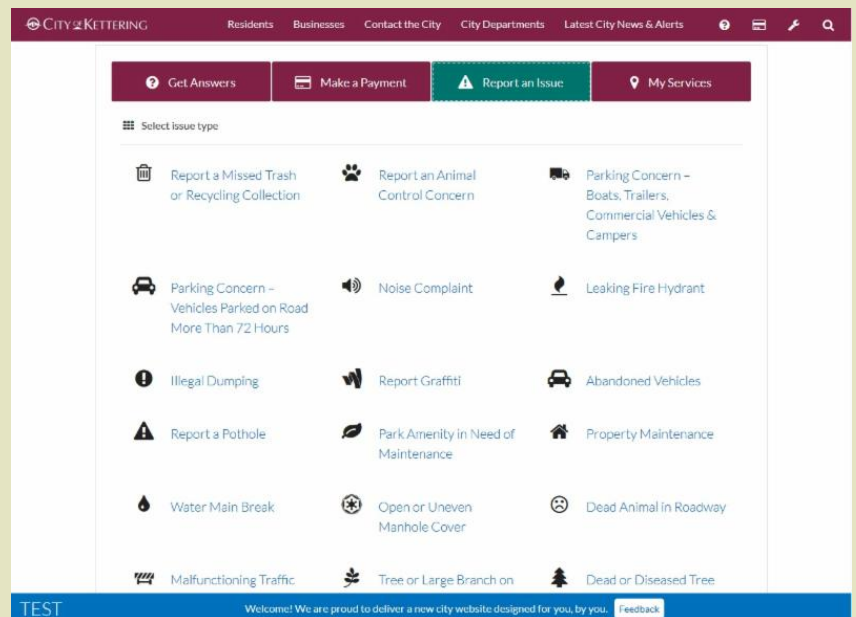 CITY OF KETTERING
Residents Businesses Contact the City City Departments Latest City News & Alerts
Get Answers Make a Payment Report an Issue My Services
Select issue type
Report a Missed Trash
or Recycling Collection
Report an Animal
Control Concern
Parking Concern –
Boats, Trailers,
Commercial Vehicles &
Campers
Parking Concern –
Vehicles Parked on Road
More Than 72 Hours
Noise Complaint
Leaking Fire Hydrant
Illegal Dumping
Report Graffiti
Abandoned Vehicles
Report a Pothole
Park Amenity in Need of
Maintenance
Property Maintenance
Water Main Break
Open or Uneven
Manhole Cover
Dead Animal in Roadway
Malfunctioning Traffic
Tree or Large Branch on
Dead or Diseased Tree
TEST
Welcome! We are proud to deliver a new city website designed for you, by you. Feedback